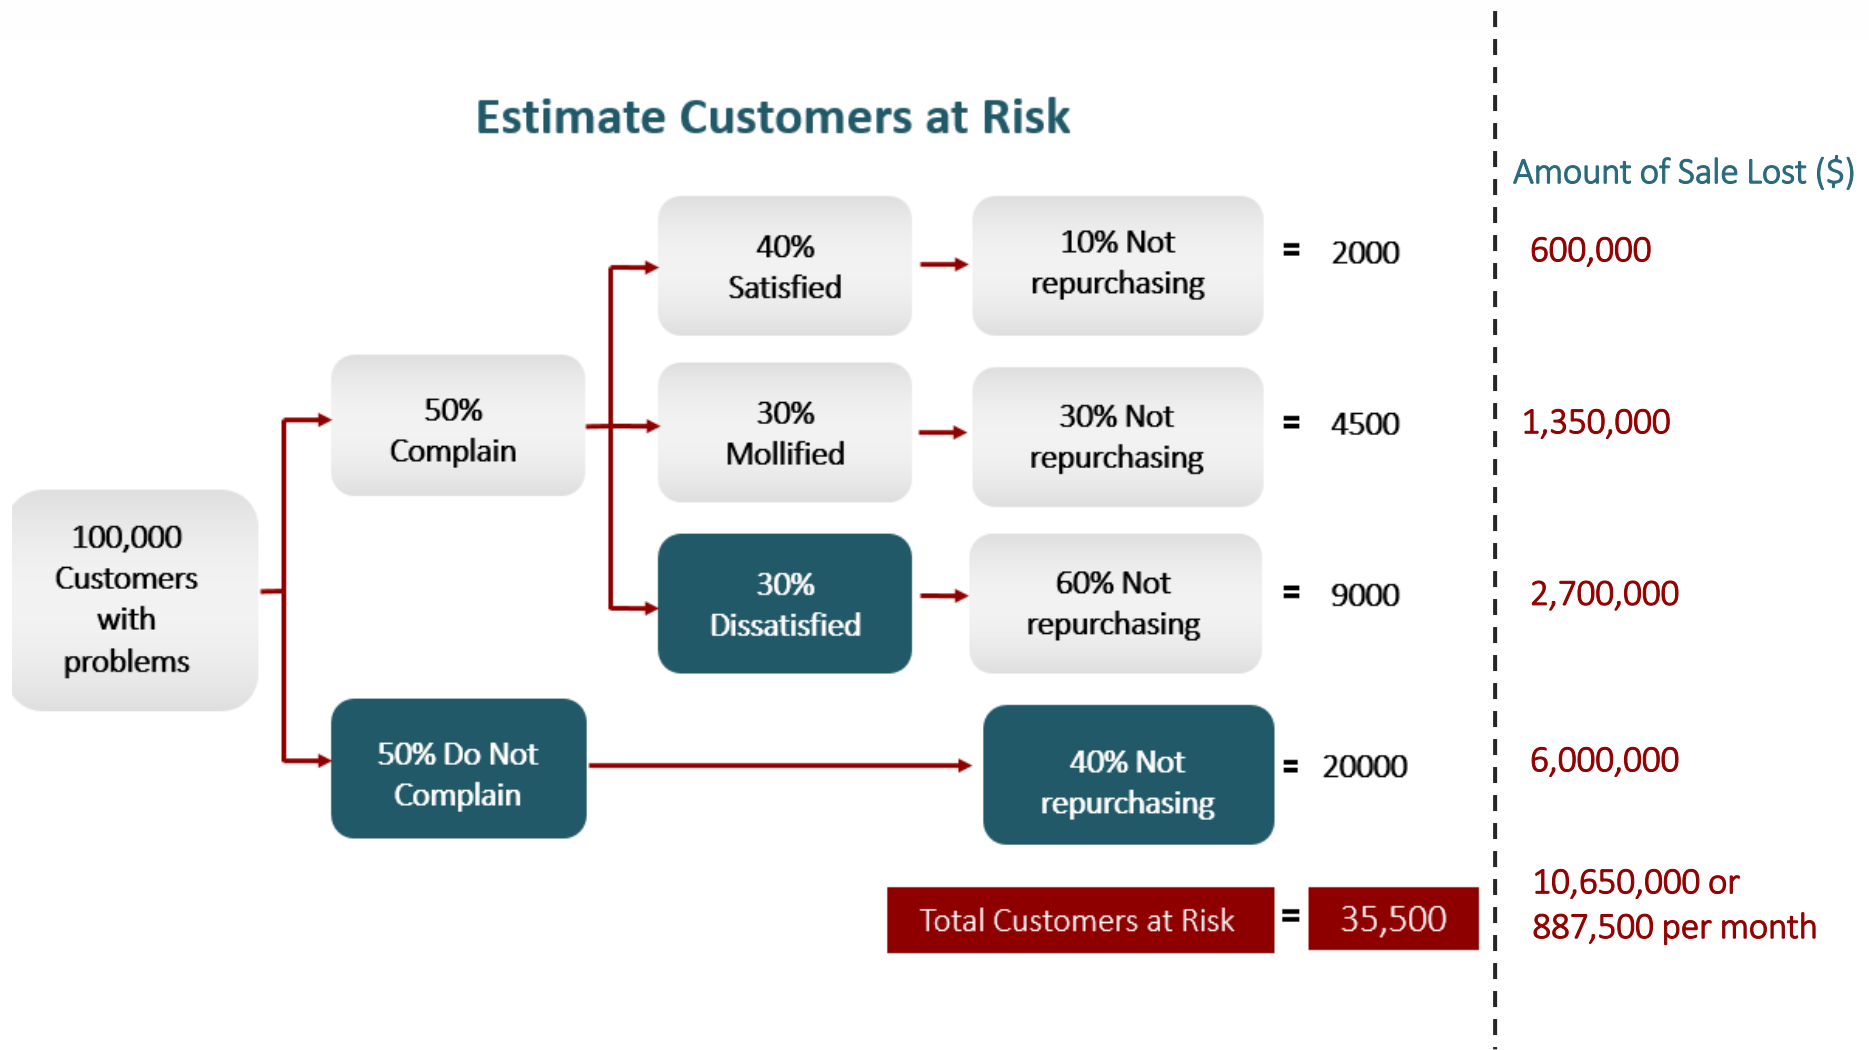 Estimate Customers at Risk
Amount of Sale Lost ($)
40%
Satisfied
10% Not
repurchasing
= 2000
600,000
50%
Complain
30%
Mollified
30% Not
repurchasing
= 4500
1,350,000
100,000
Customers
with
problems
30%
Dissatisfied
60% Not
repurchasing
= 9000
2,700,000
50% Do Not
Complain
40% Not
repurchasing
= 20000
6,000,000
Total Customers at Risk = 35,500
10,650,000 or
887,500 per month